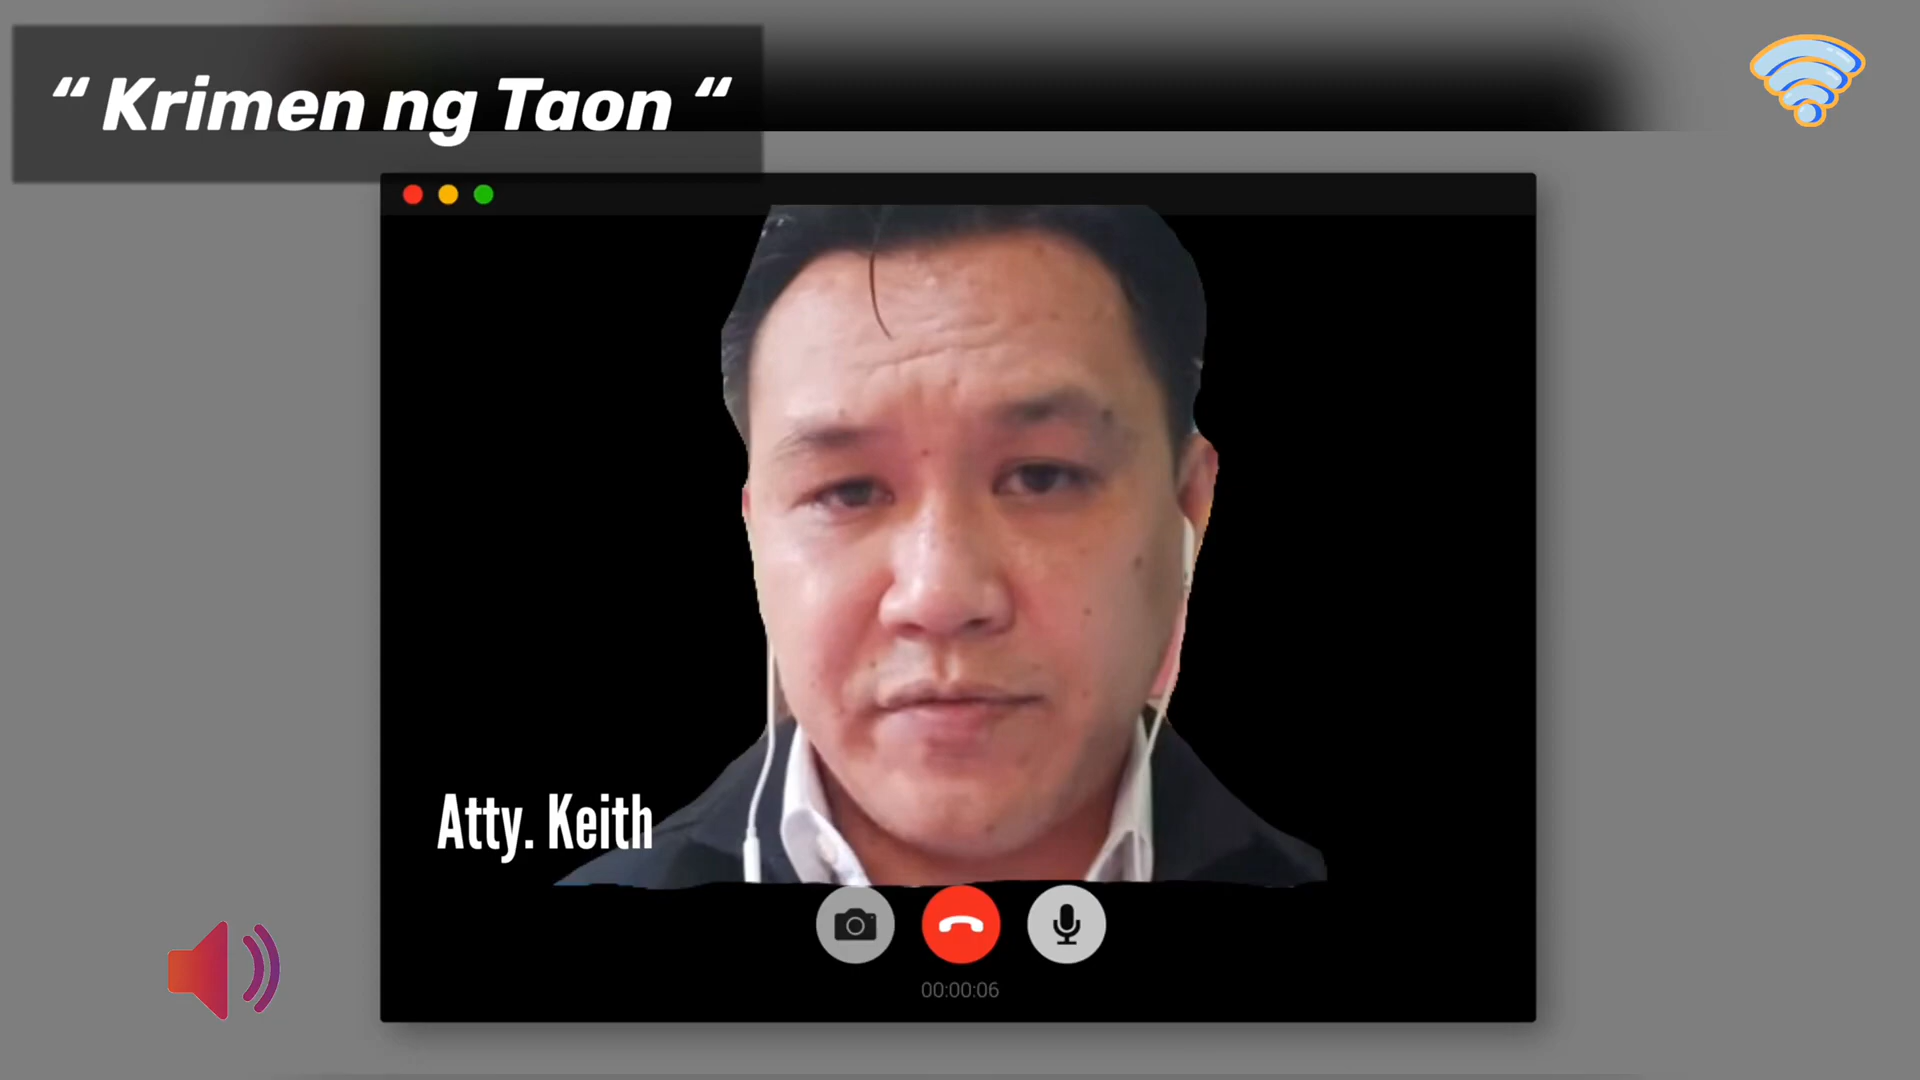 “ Krimen ng Taon “
Atty. Keith
00:00:06